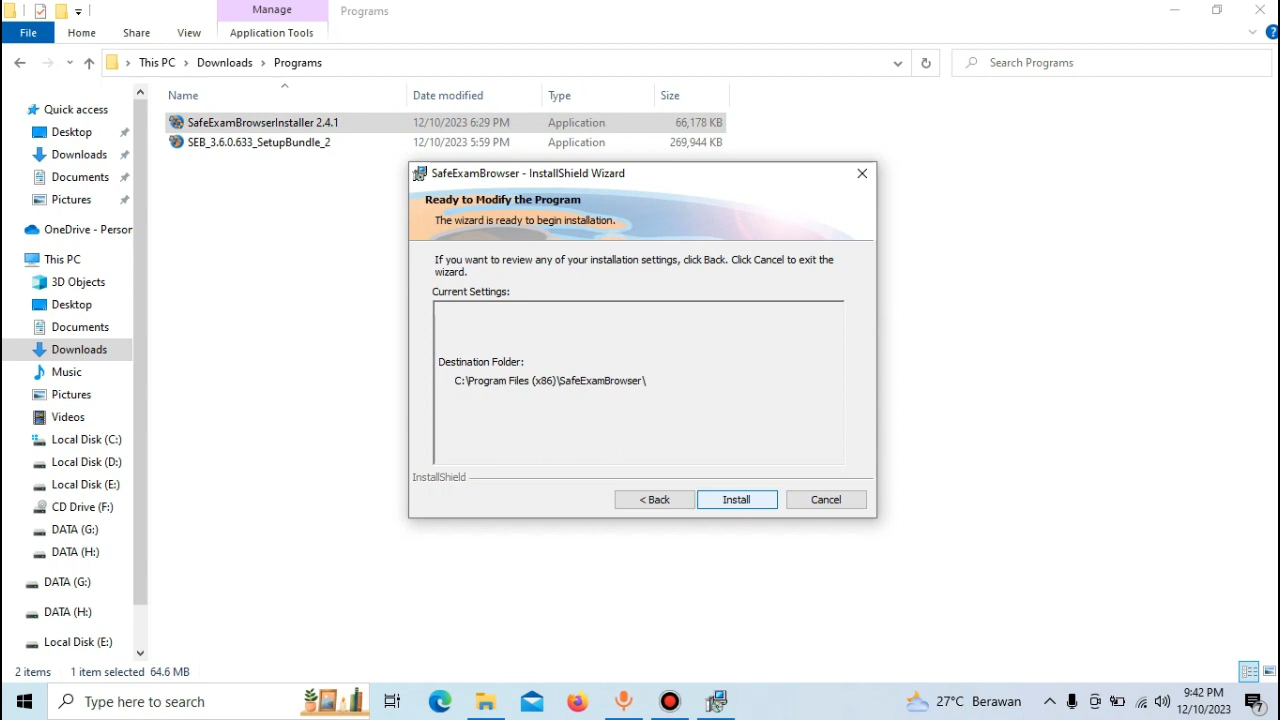 Manage
Programs
File
Home
Share
View
Application Tools
This PC
Downloads
Programs
Search Programs
Name
Date modified
Type
Size
SafeExamBrowserInstaller 2.4.1
12/10/2023 6:29 PM
Application
66,178 KB
SEB_3.6.0.633_SetupBundle_2
12/10/2023 5:59 PM
Application
269,944 KB
Quick access
Desktop
Downloads
Documents
Pictures
OneDrive - Person
This PC
3D Objects
Desktop
Documents
Downloads
Music
Pictures
Videos
Local Disk (C:)
Local Disk (D:)
Local Disk (E:)
CD Drive (F:)
DATA (G:)
DATA (H:)
DATA (G:)
DATA (H:)
Local Disk (E:)
SafeExamBrowser - InstallShield Wizard
Ready to Modify the Program
The wizard is ready to begin installation.
If you want to review any of your installation settings, click Back. Click Cancel to exit the
wizard.
Current Settings:
Destination Folder:
C:\Program Files (x86)\SafeExamBrowser\
InstallShield
< Back
Install
Cancel
2 items
1 item selected 64.6 MB
Type here to search
27°C Berawan
9:42 PM
12/10/2023
7